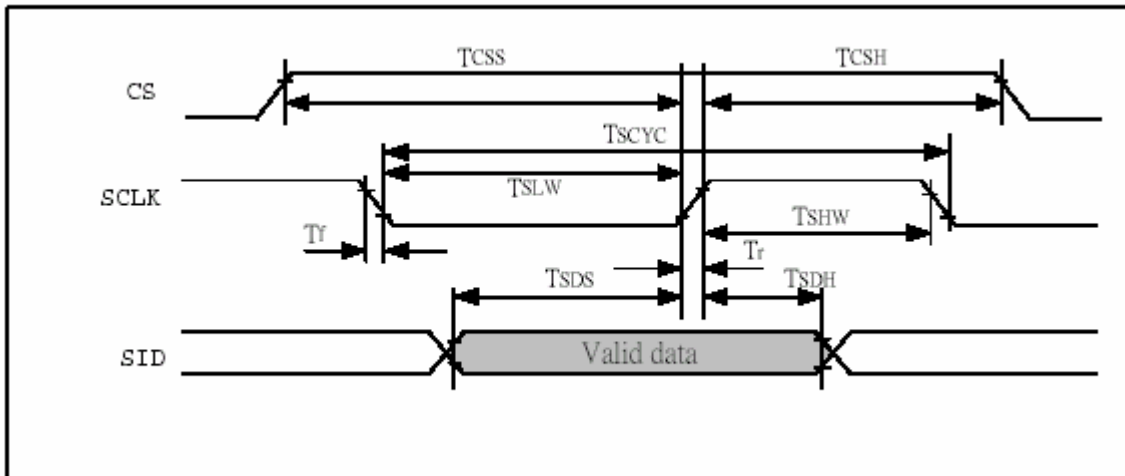 TCSS
TCSH
CS
TSCYC
SCLK
TSLW
TSHW
Tf
Tr
TSDS
TSDH
SID
Valid data